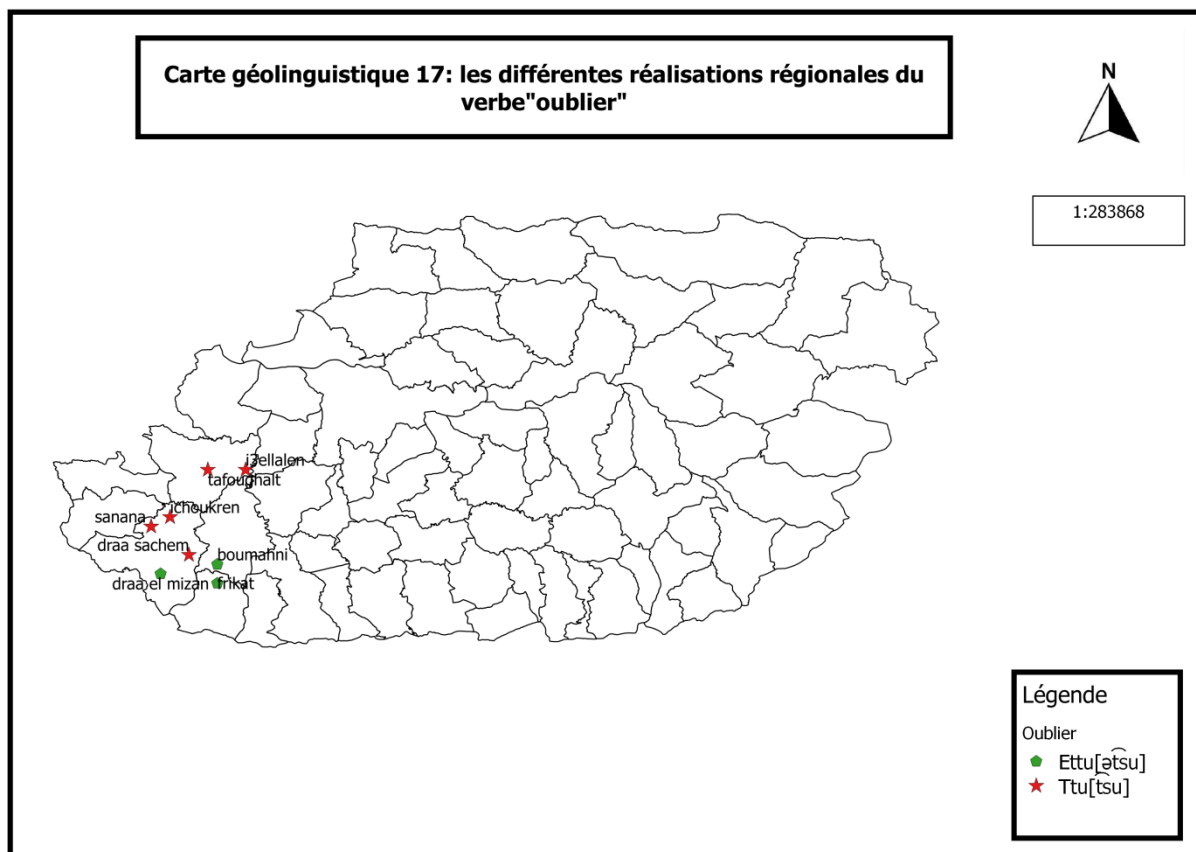 Carte géolinguistique 17: les différentes réalisations régionales du
verbe"oublier"
N
1:283868
i3ellalen
tafoughalt
ichoukren
sanana
draa sachem
boumahni
draa el mizan
frikat
Légende
Oublier
Ettu[ət͡su]
Ttu[t͡su]